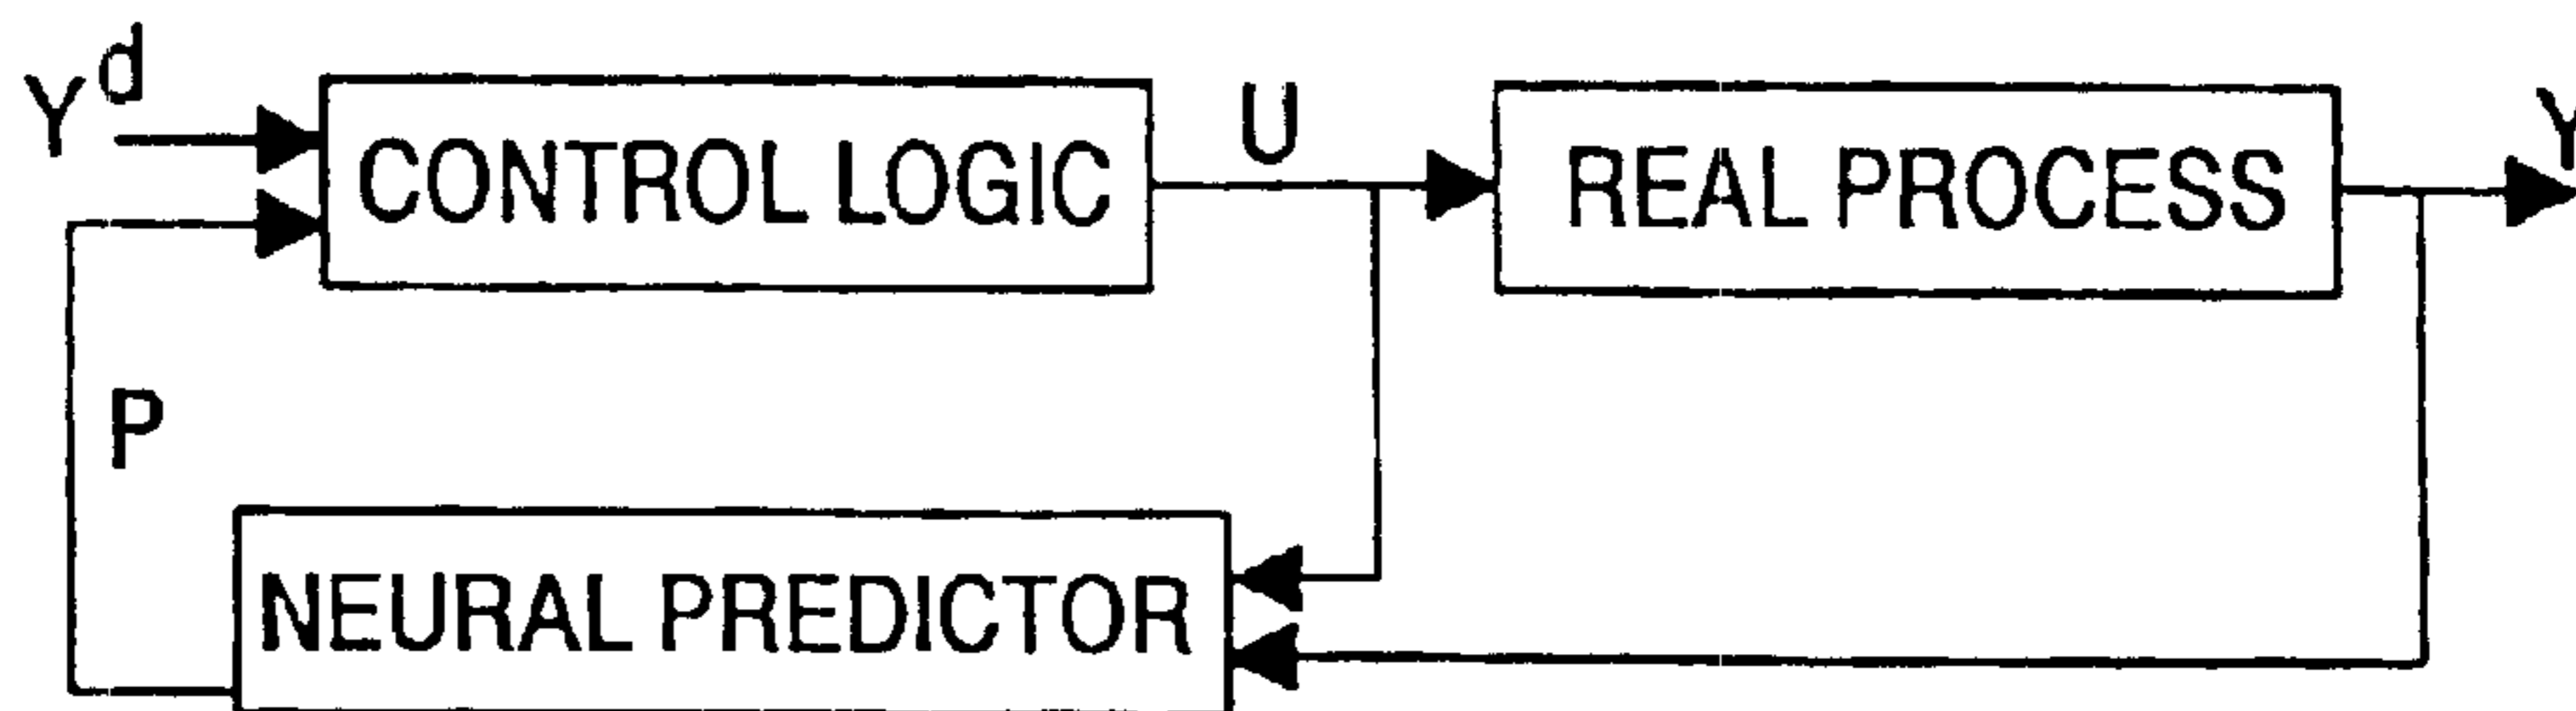 Y^d
CONTROL LOGIC
U
REAL PROCESS
Y
P
NEURAL PREDICTOR